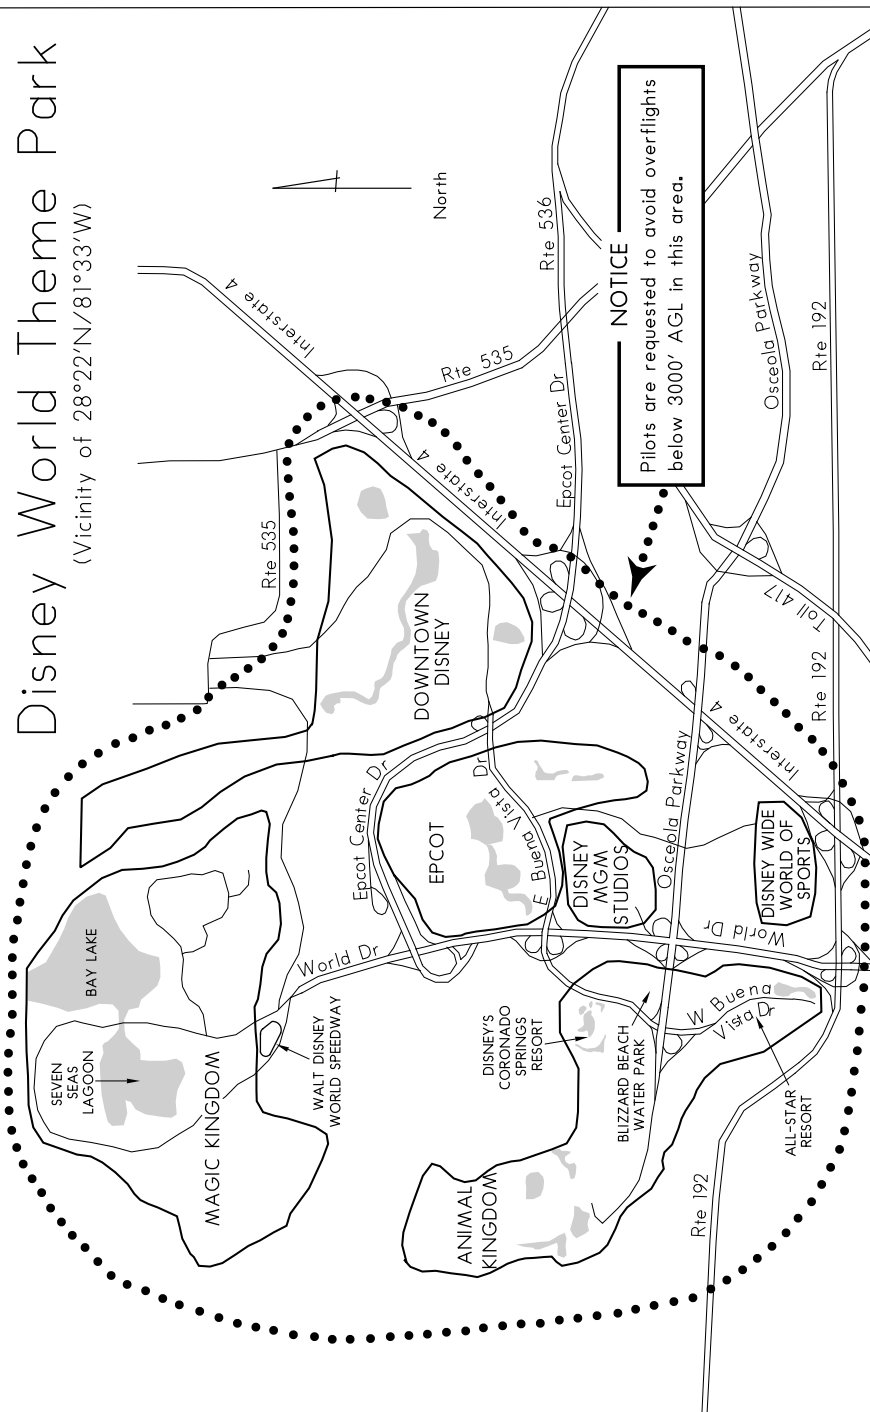 Disney World Theme Park
(Vicinity of 28°22'N/81°33'W)
North
Interstate 4
Rte 535
Rte 536
Epcot Center Dr
NOTICE
Pilots are requested to avoid overflights
below 3000' AGL in this area.
Osceola Parkway
Rte 192
Rte 535
Interstate 4
Toll 417
DOWNTOWN
DISNEY
Rte 192
Interstate 4
Osceola Parkway
Epcot Center Dr
EPCOT
E Buena Vista Dr
DISNEY
MGM
STUDIOS
DISNEY WIDE
WORLD OF
SPORTS
World Dr
World Dr
BAY LAKE
SEVEN
SEAS
LAGOON
MAGIC KINGDOM
WALT DISNEY
WORLD SPEEDWAY
DISNEY'S
CORONADO
SPRINGS
RESORT
BLIZZARD BEACH
WATER PARK
W Buena
Vista Dr
ALL-STAR
RESORT
ANIMAL
KINGDOM
Rte 192